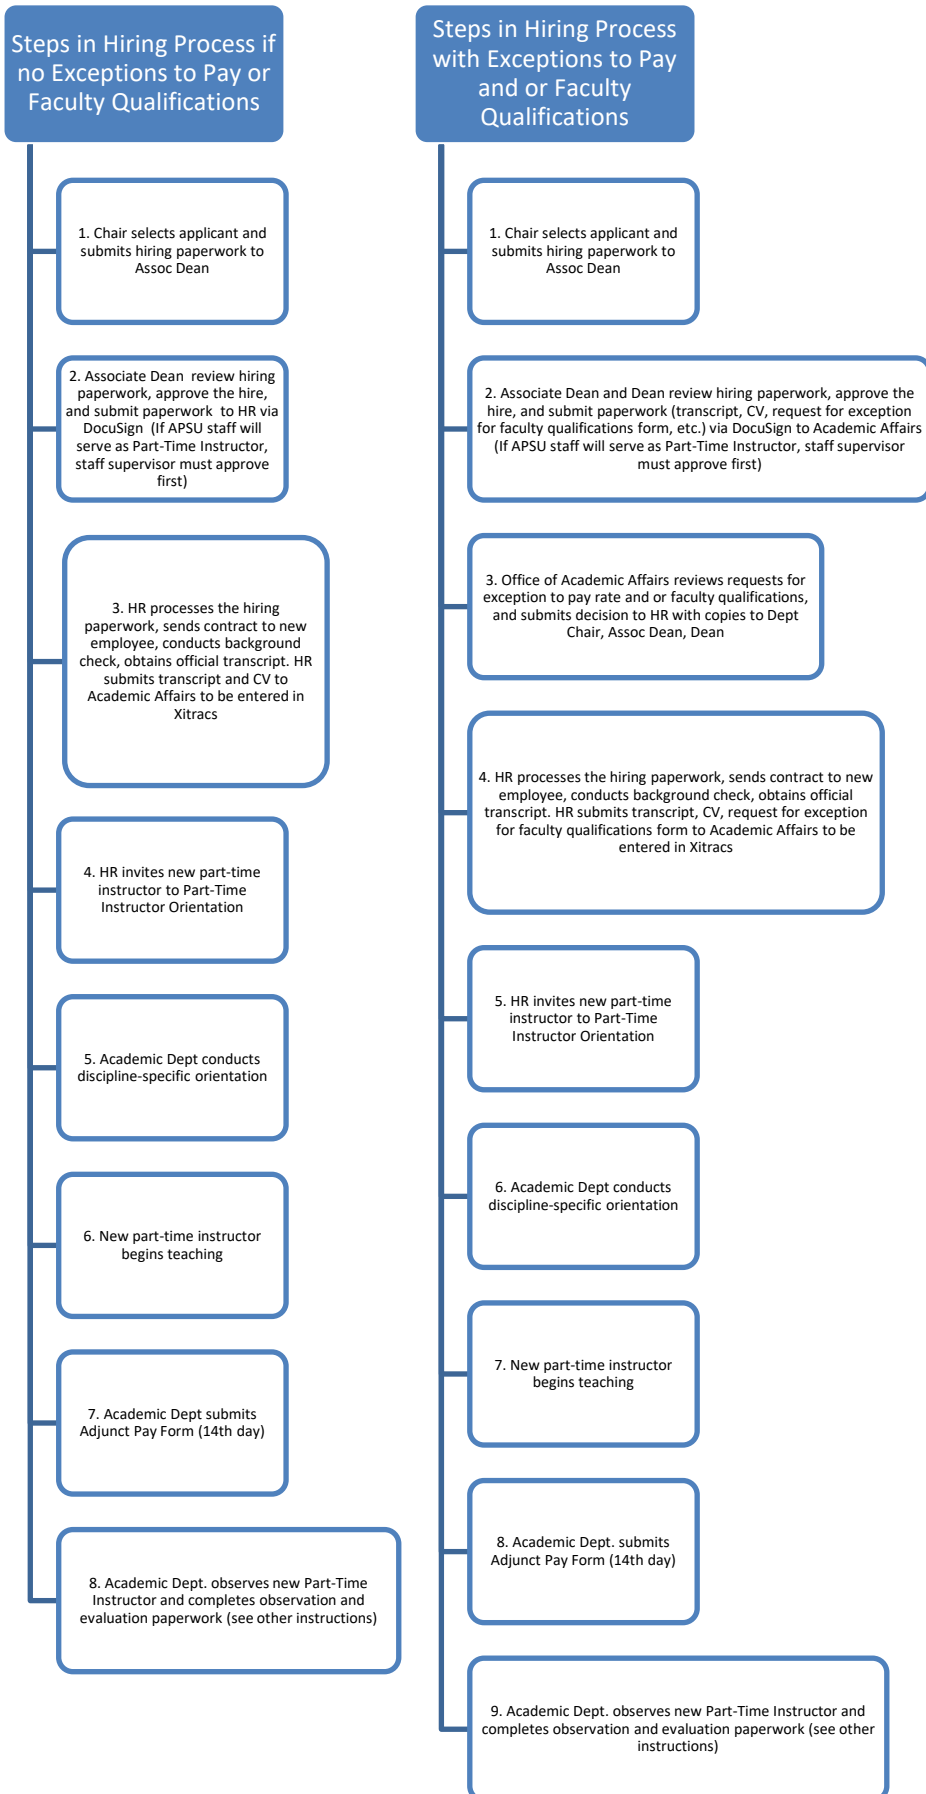 Steps in Hiring Process if
no Exceptions to Pay or
Faculty Qualifications
1. Chair selects applicant and
submits hiring paperwork to
Assoc Dean
2. Associate Dean  review hiring
paperwork, approve the hire,
and submit paperwork  to HR via
DocuSign  (If APSU staff will
serve as Part-Time Instructor,
staff supervisor must approve
first)
3. HR processes the hiring
paperwork, sends contract to new
employee, conducts background
check, obtains official transcript. HR
submits transcript and CV to
Academic Affairs to be entered in
Xitracs
4. HR invites new part-time
instructor to Part-Time
Instructor Orientation
5. Academic Dept conducts
discipline-specific orientation
6. New part-time instructor
begins teaching
7. Academic Dept submits
Adjunct Pay Form (14th day)
8. Academic Dept. observes new Part-Time
Instructor and completes observation and
evaluation paperwork (see other instructions)
Steps in Hiring Process
with Exceptions to Pay
and or Faculty
Qualifications
1. Chair selects applicant and
submits hiring paperwork to
Assoc Dean
2. Associate Dean and Dean review hiring paperwork, approve the
hire, and submit paperwork (transcript, CV, request for exception
for faculty qualifications form, etc.) via DocuSign to Academic Affairs
(If APSU staff will serve as Part-Time Instructor, staff supervisor
must approve first)
3. Office of Academic Affairs reviews requests for
exception to pay rate and or faculty qualifications,
and submits decision to HR with copies to Dept
Chair, Assoc Dean, Dean
4. HR processes the hiring paperwork, sends contract to new
employee, conducts background check, obtains official
transcript. HR submits transcript, CV, request for exception
for faculty qualifications form to Academic Affairs to be
entered in Xitracs
5. HR invites new part-time
instructor to Part-Time
Instructor Orientation
6. Academic Dept conducts
discipline-specific orientation
7. New part-time instructor
begins teaching
8. Academic Dept. submits
Adjunct Pay Form (14th day)
9. Academic Dept. observes new Part-Time Instructor and
completes observation and evaluation paperwork (see other
instructions)